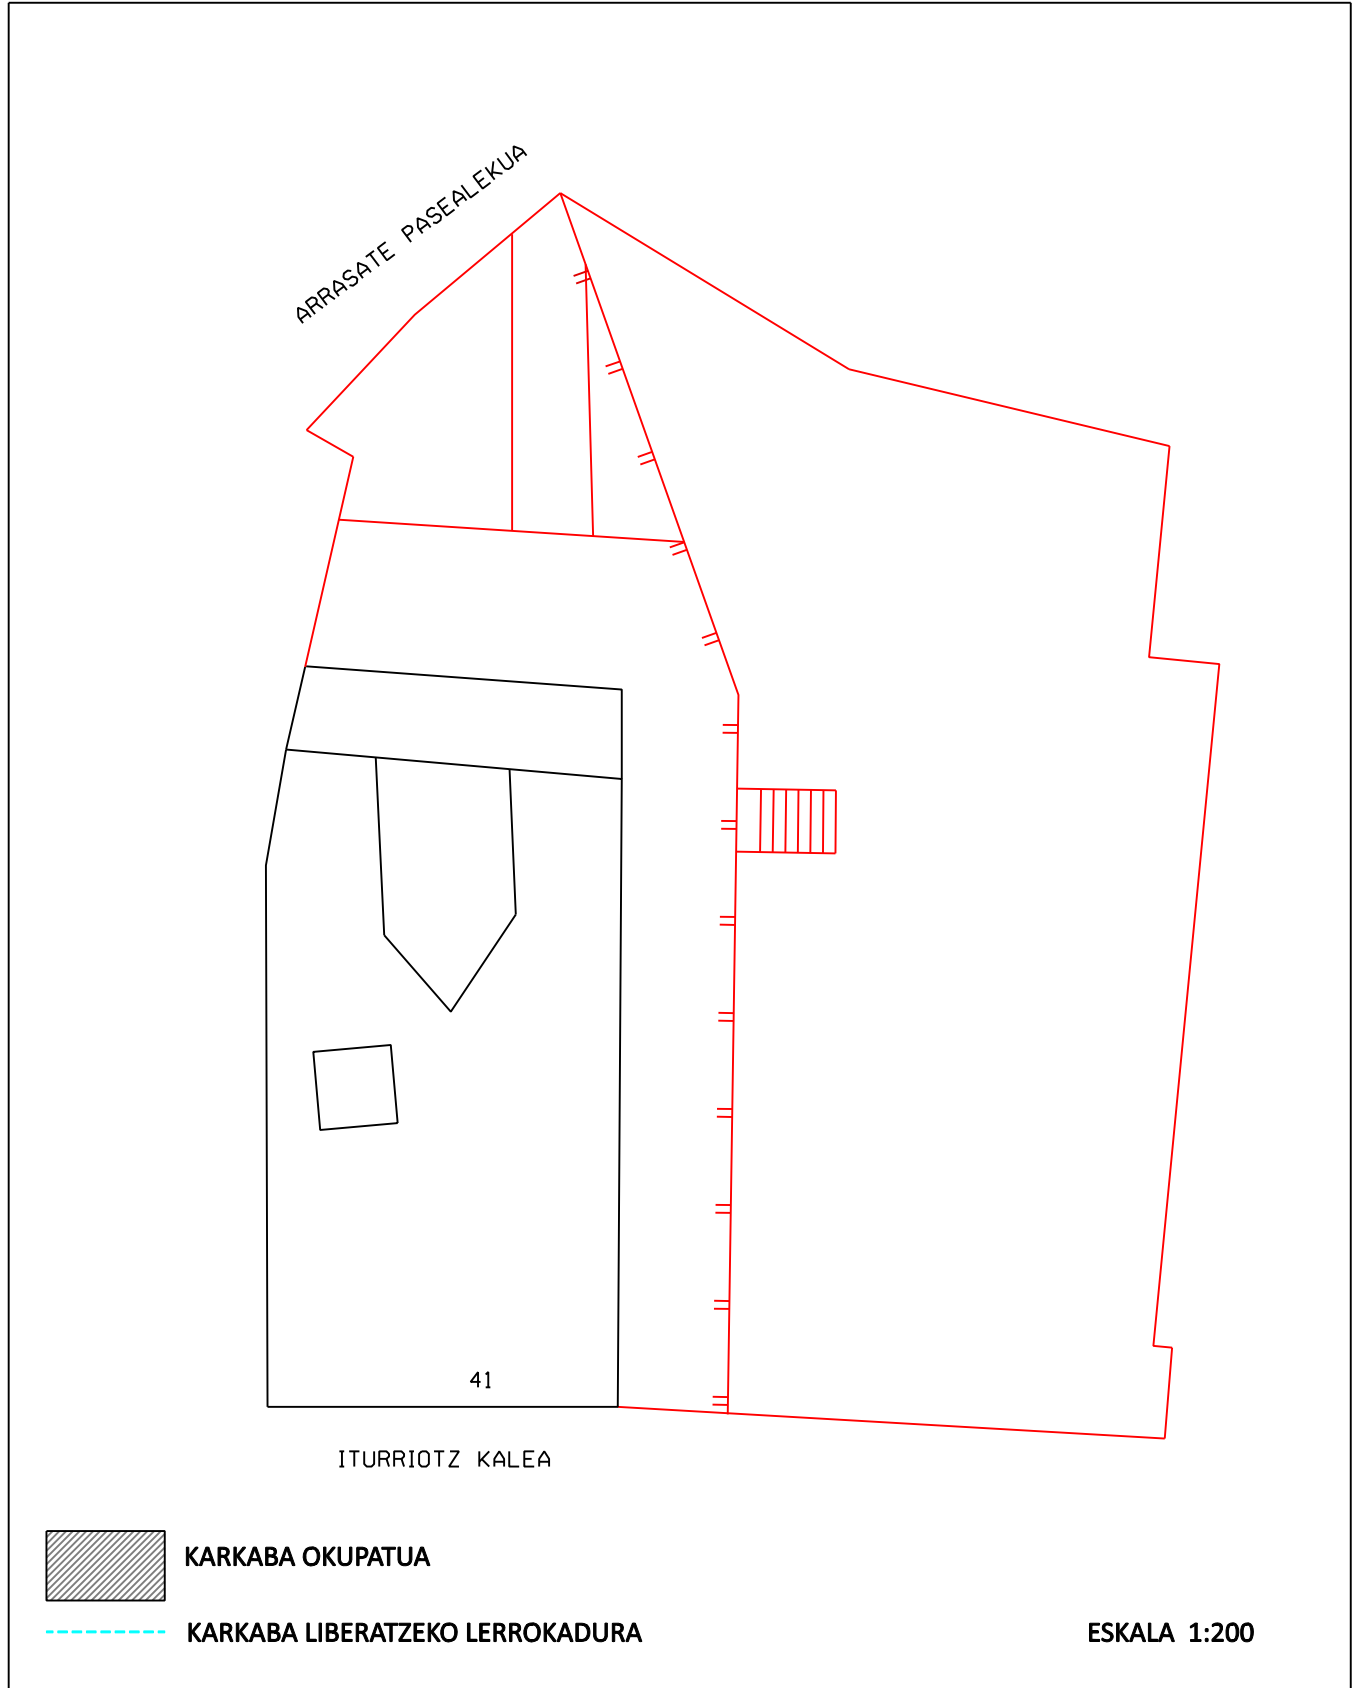 ARRASATE PASEALEKUA
41
ITURRIOTZ KALEA
KARKABA OKUPATUA
KARKABA LIBERATZEKO LERROKADURA
ESKALA 1:200